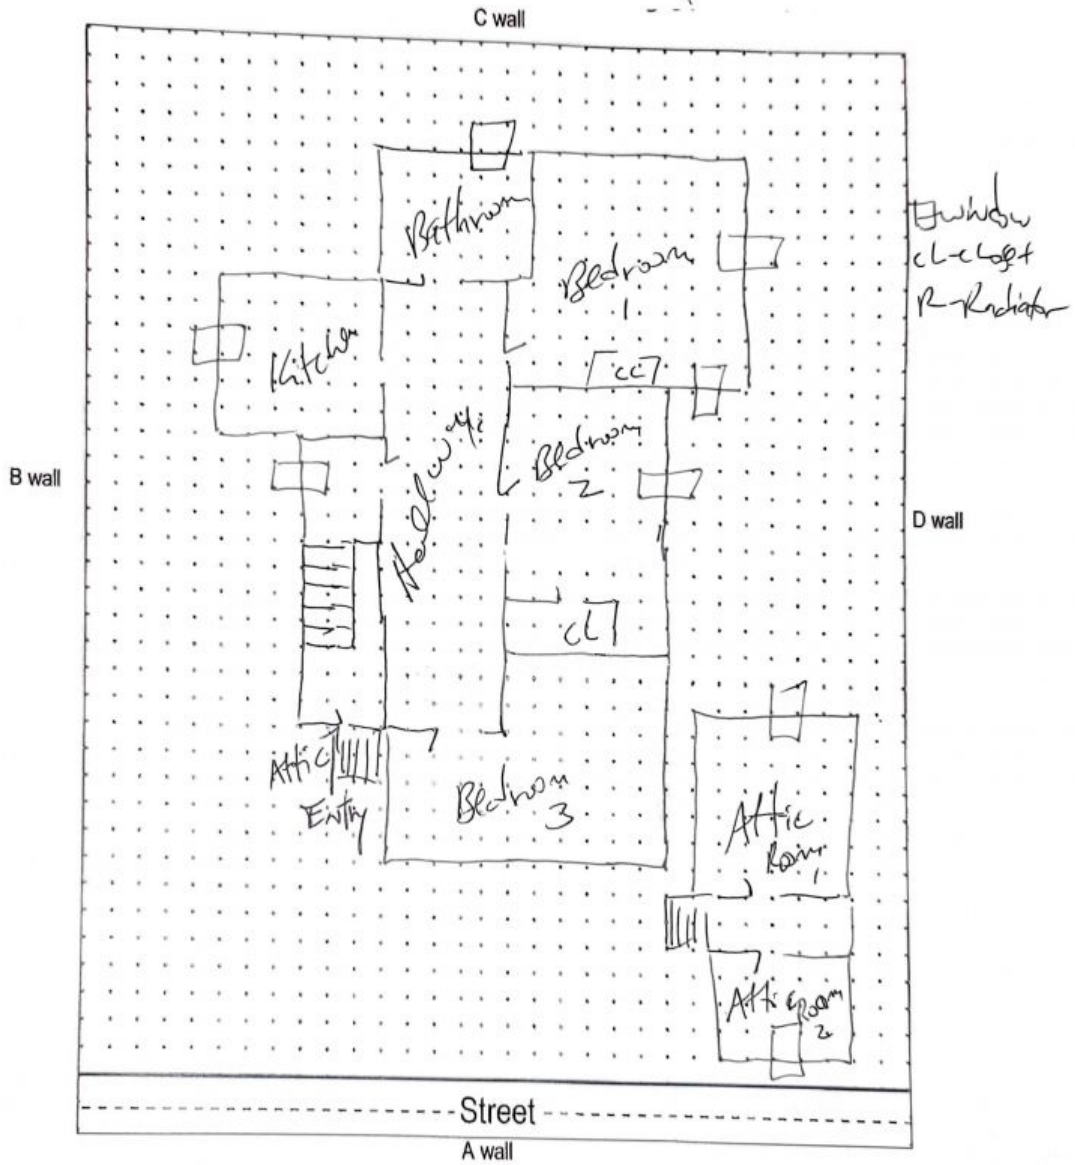 C wall
Bathroom
Bedroom
1
window
CL-closet
R-Radiator
Kitchen
CL
Bedroom
2
B wall
Hallway
D wall
CL
Attic
Entry
Bedroom
3
Attic
Room
1
Attic Room
2
Street
A wall